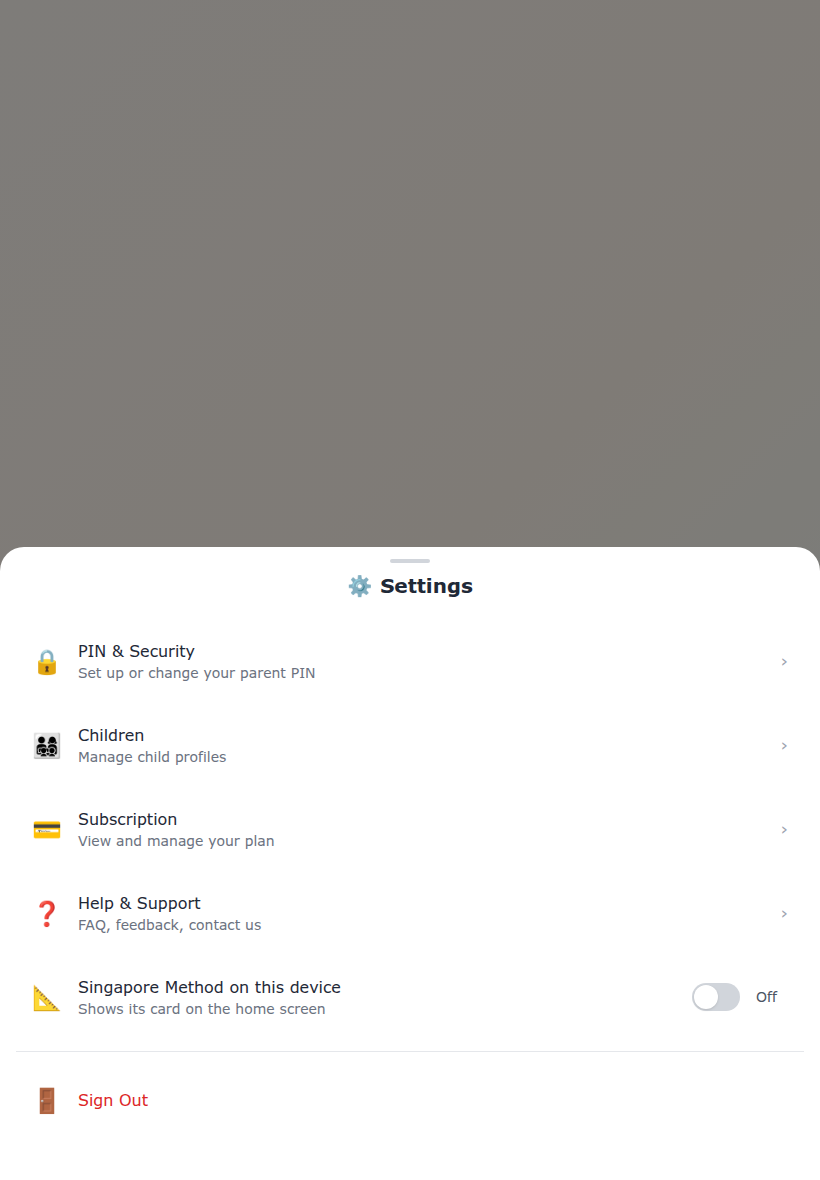 ⚙️ Settings
PIN & Security
Set up or change your parent PIN
Children
Manage child profiles
Subscription
View and manage your plan
Help & Support
FAQ, feedback, contact us
Singapore Method on this device
Shows its card on the home screen
Off
Sign Out